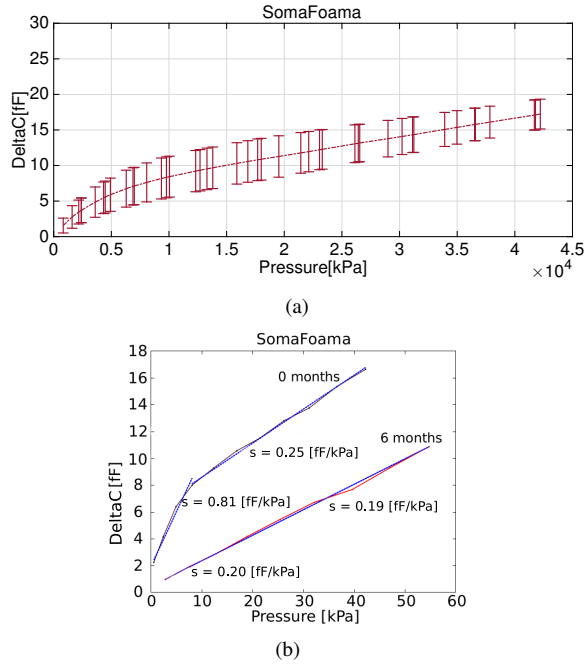 SomaFoama
30
25
20
15
10
5
0
DeltaC[fF]
0 0.5 1 1.5 2 2.5 3 3.5 4 4.5
Pressure[kPa]
× 10⁴
(a)
SomaFoama
18
16
14
12
10
8
6
4
2
0
DeltaC [fF]
0 months
6 months
s = 0.25 [fF/kPa]
s = 0.81 [fF/kPa]
s = 0.19 [fF/kPa]
s = 0.20 [fF/kPa]
0 10 20 30 40 50 60
Pressure [kPa]
(b)